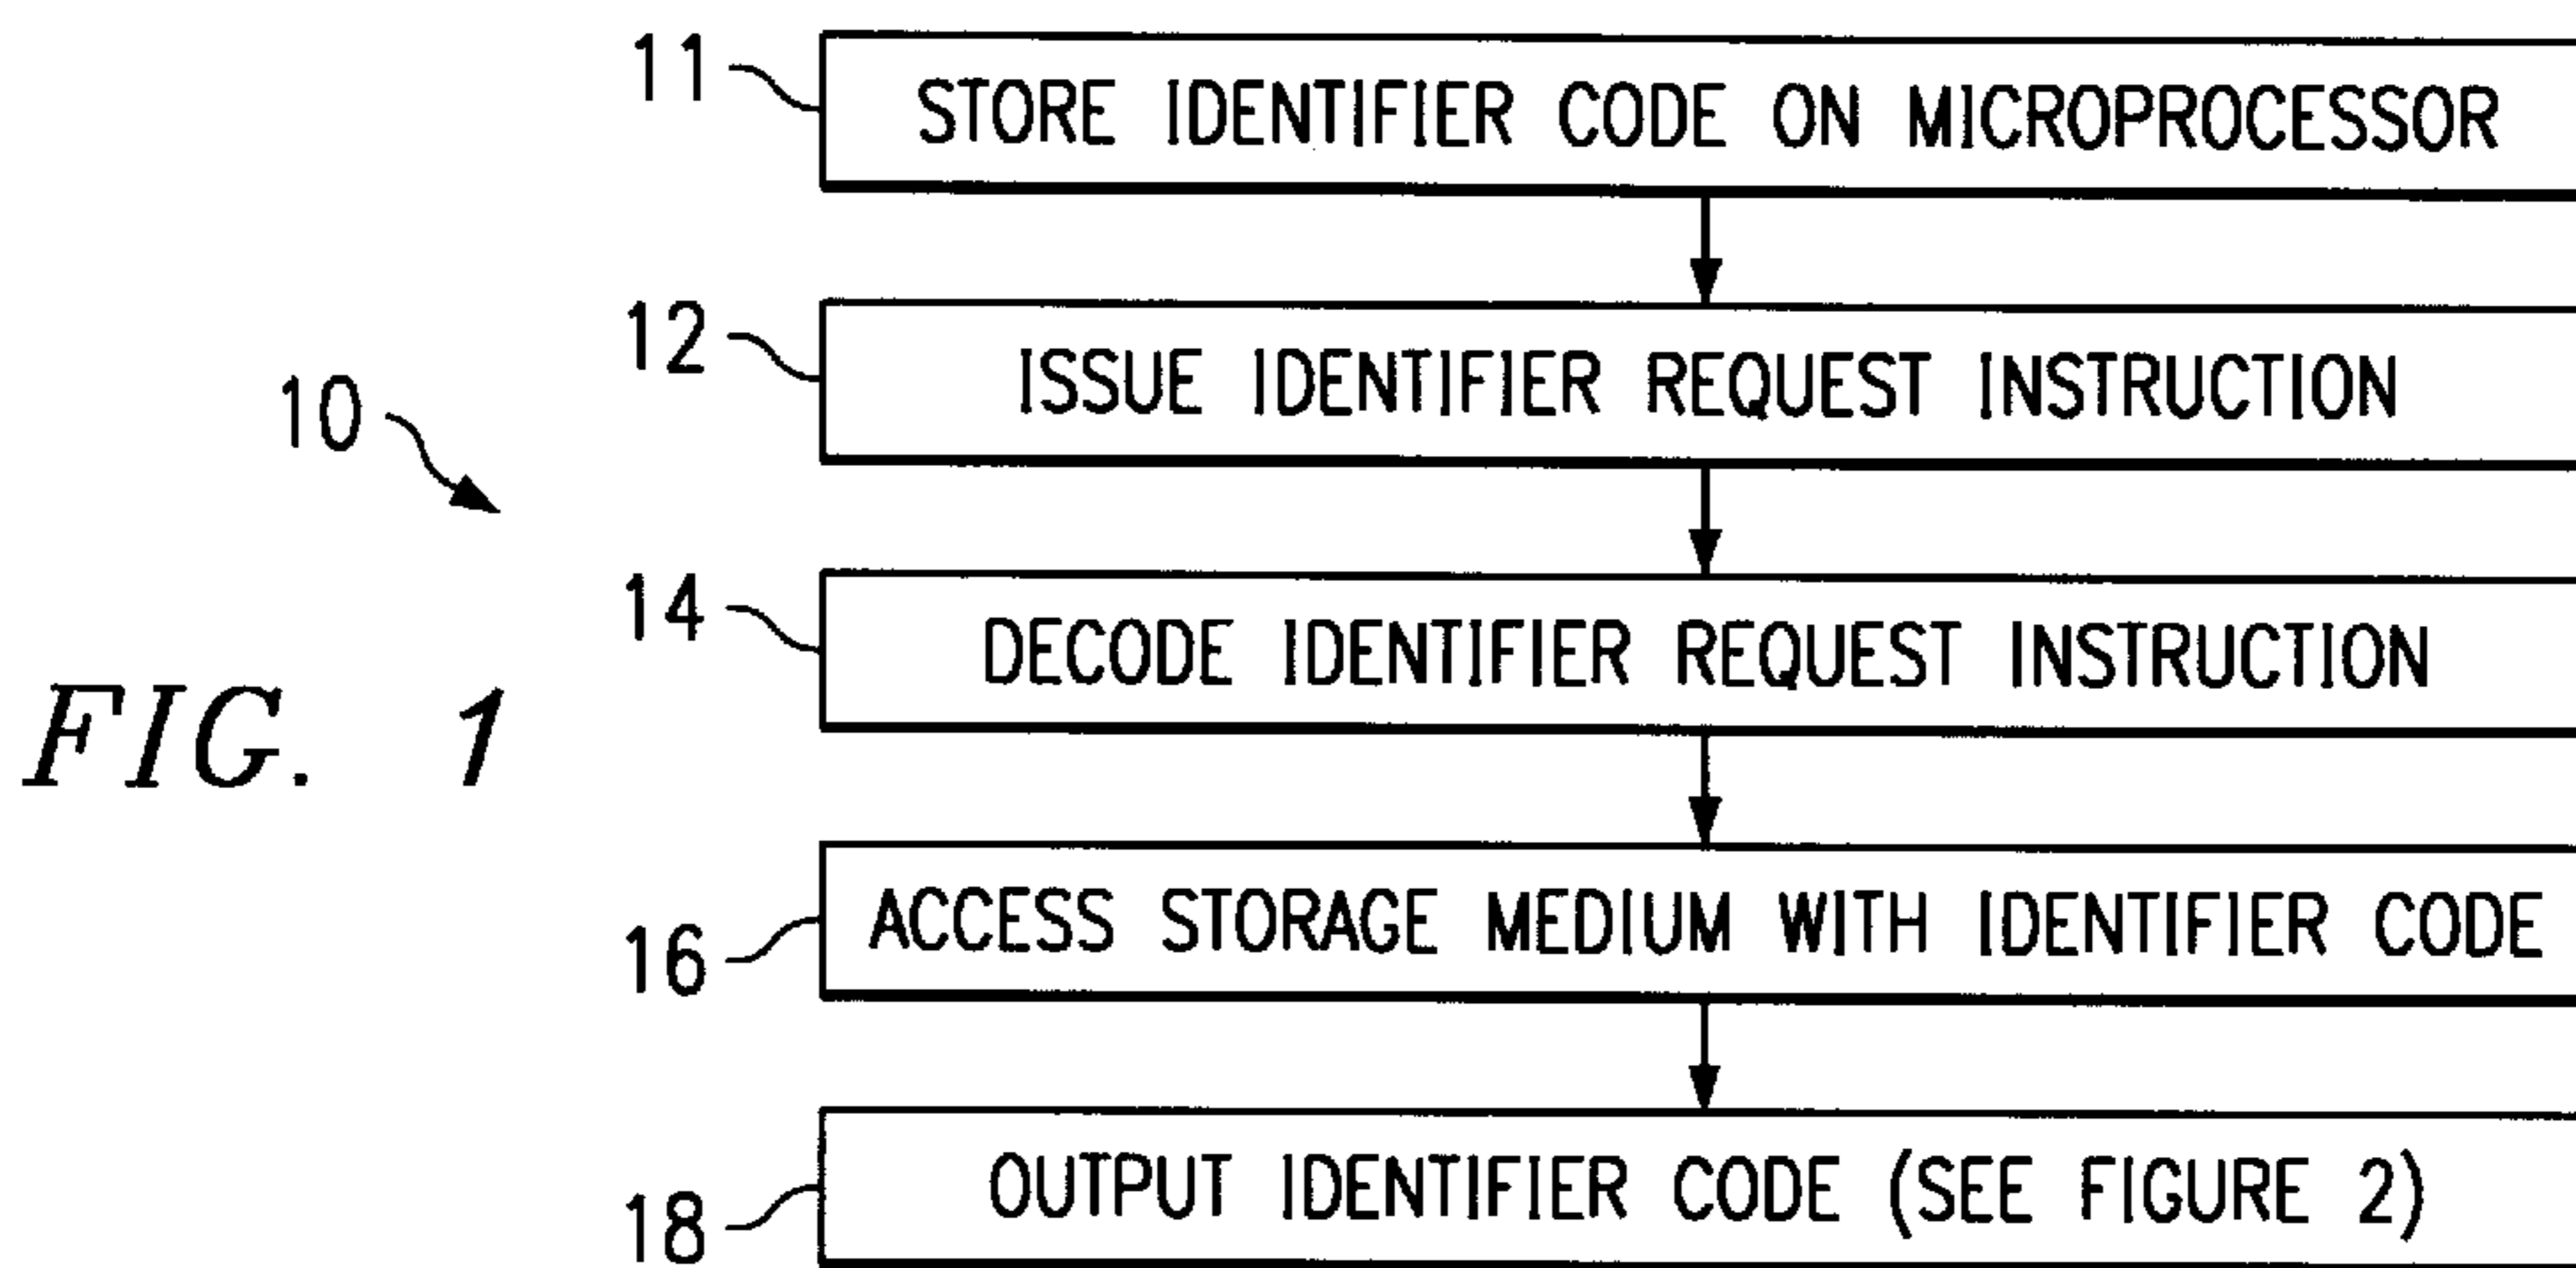 11
STORE IDENTIFIER CODE ON MICROPROCESSOR
12
ISSUE IDENTIFIER REQUEST INSTRUCTION
10
14
DECODE IDENTIFIER REQUEST INSTRUCTION
FIG. 1
16
ACCESS STORAGE MEDIUM WITH IDENTIFIER CODE
18
OUTPUT IDENTIFIER CODE (SEE FIGURE 2)